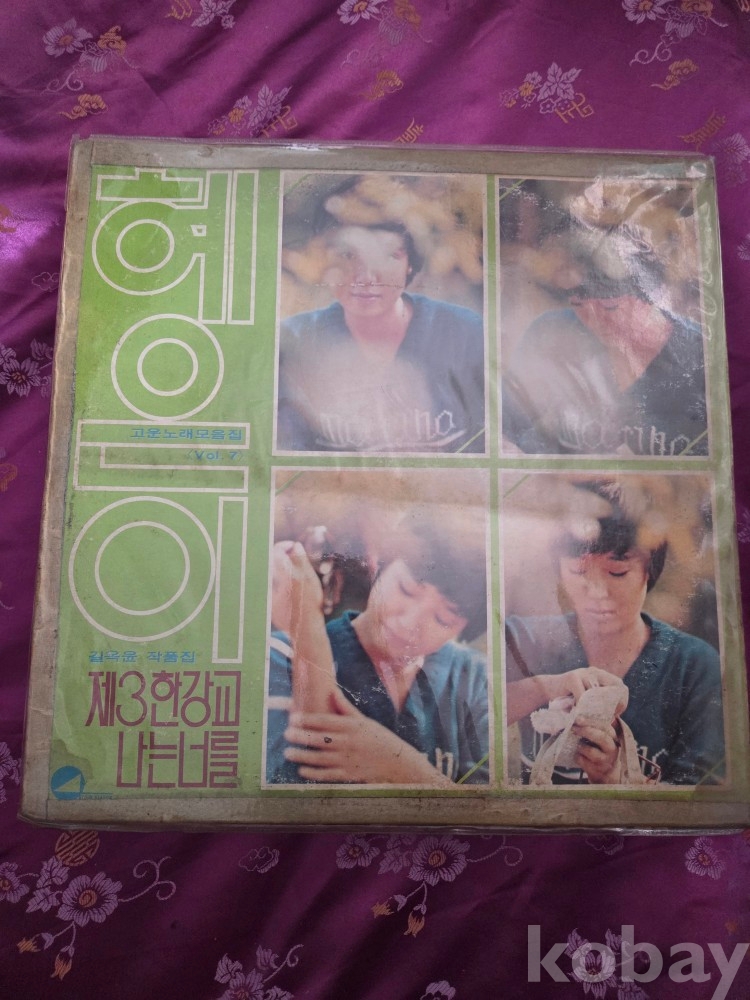 혜은이
고운노래모음집
(Vol. 7)
길옥윤 작품집
제3한강교
나는너를
kobay